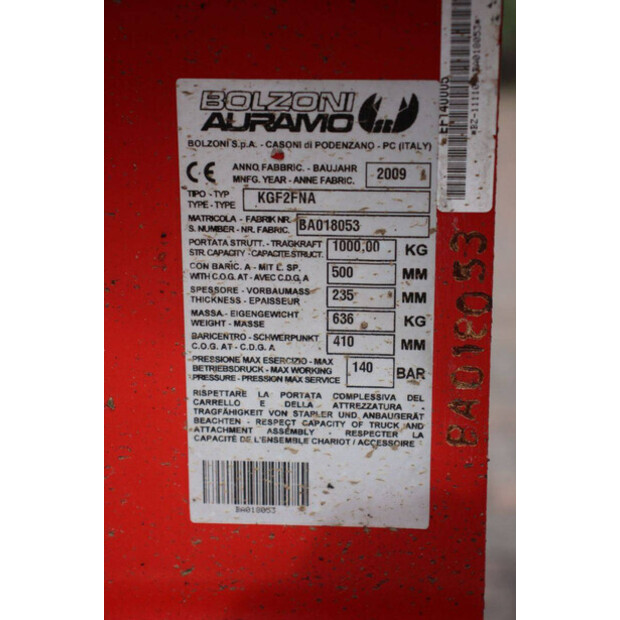 BOLZONI
AURAMO
BOLZONI S.p.A. - CASONI di PODENZANO - PC (ITALY)
CE
ANNO FABBRIC. - BAUJAHR
MNFG. YEAR - ANNE FABRIC.
2009
TIPO - TYP
TYPE - TYPE
KGF2FNA
MATRICOLA - FABRIK NR.
S. NUMBER - NR. FABRIC.
BA018053
PORTATA STRUTT. - TRAGKRAFT
STR. CAPACITY - CAPACITE STRUCT.
1000,00 KG
CON BARIC. A - MIT L. SP.
WITH C.O.G. AT - AVEC C.D.G. A
500 MM
SPESSORE - VORBAUMASS
THICKNESS - EPAISSEUR
235 MM
MASSA - EIGENGEWICHT
WEIGHT - MASSE
636 KG
BARICENTRO - SCHWERPUNKT
C.O.G. AT - C.D.G. A
410 MM
PRESSIONE MAX ESERCIZIO - MAX
BETRIEBSDRUCK - MAX WORKING
PRESSURE - PRESSION MAX SERVICE
140 BAR
RISPETTARE LA PORTATA COMPLESSIVA DEL
CARRELLO E DELLA ATTREZZATURA -
TRAGFÄHIGKEIT VON STAPLER UND ANBAUGERÄT
BEACHTEN - RESPECT CAPACITY OF TRUCK AND
ATTACHMENT ASSEMBLY - RESPECTER LA
CAPACITÉ DE L'ENSEMBLE CHARIOT / ACCESSOIRE
BA018053
BA018053